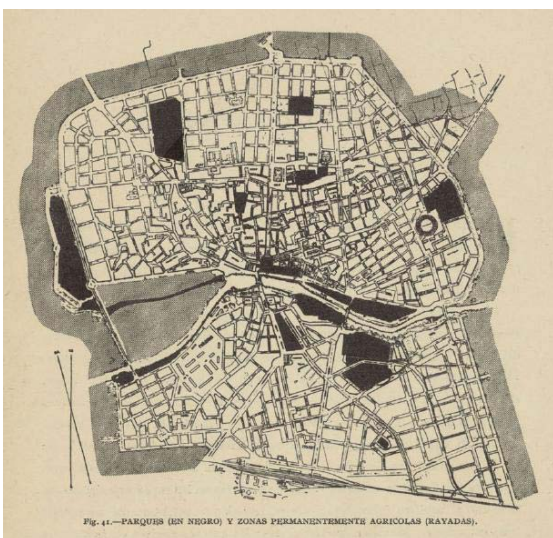 Fig. 41.—PARQUES (EN NEGRO) Y ZONAS PERMANENTEMENTE AGRICOLAS (RAYADAS).